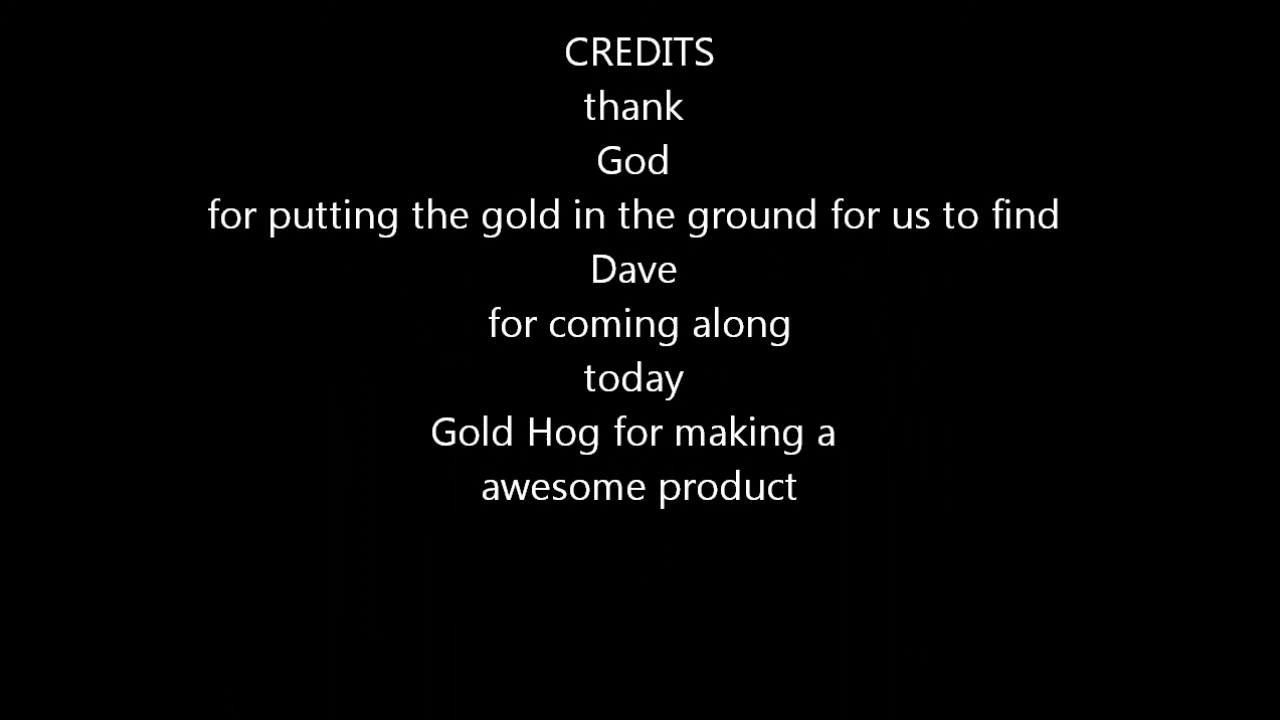 CREDITS
thank
God
for putting the gold in the ground for us to find
Dave
for coming along
today
Gold Hog for making a
awesome product